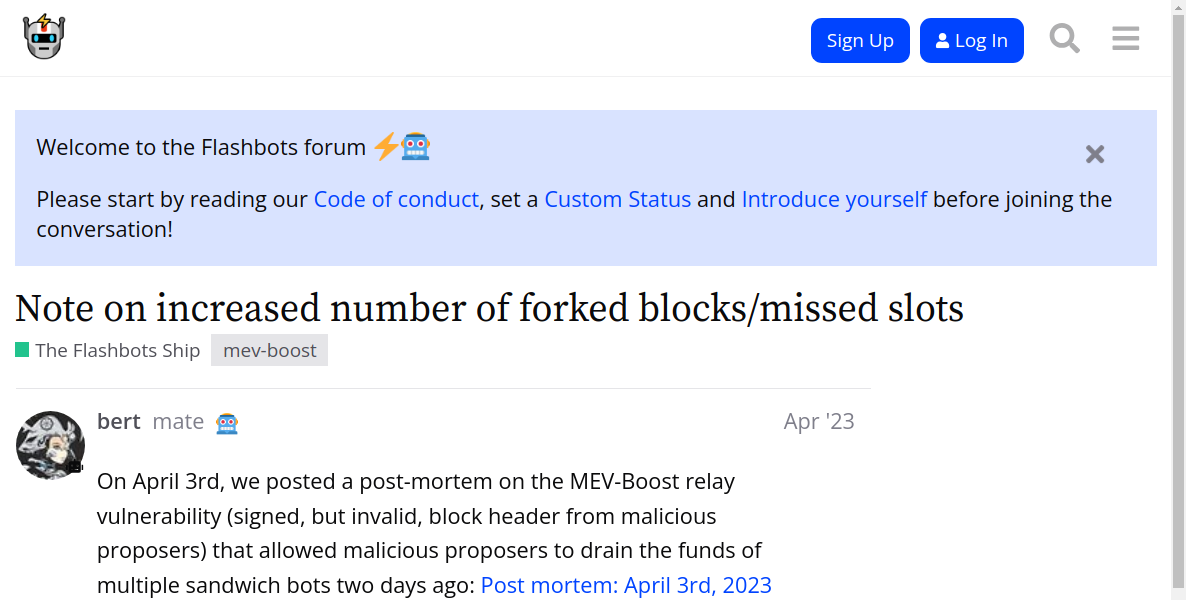 Sign Up
Log In
Welcome to the Flashbots forum
Please start by reading our Code of conduct, set a Custom Status and Introduce yourself before joining the
conversation!
Note on increased number of forked blocks/missed slots
The Flashbots Ship mev-boost
bert mate Apr '23
On April 3rd, we posted a post-mortem on the MEV-Boost relay
vulnerability (signed, but invalid, block header from malicious
proposers) that allowed malicious proposers to drain the funds of
multiple sandwich bots two days ago: Post mortem: April 3rd, 2023